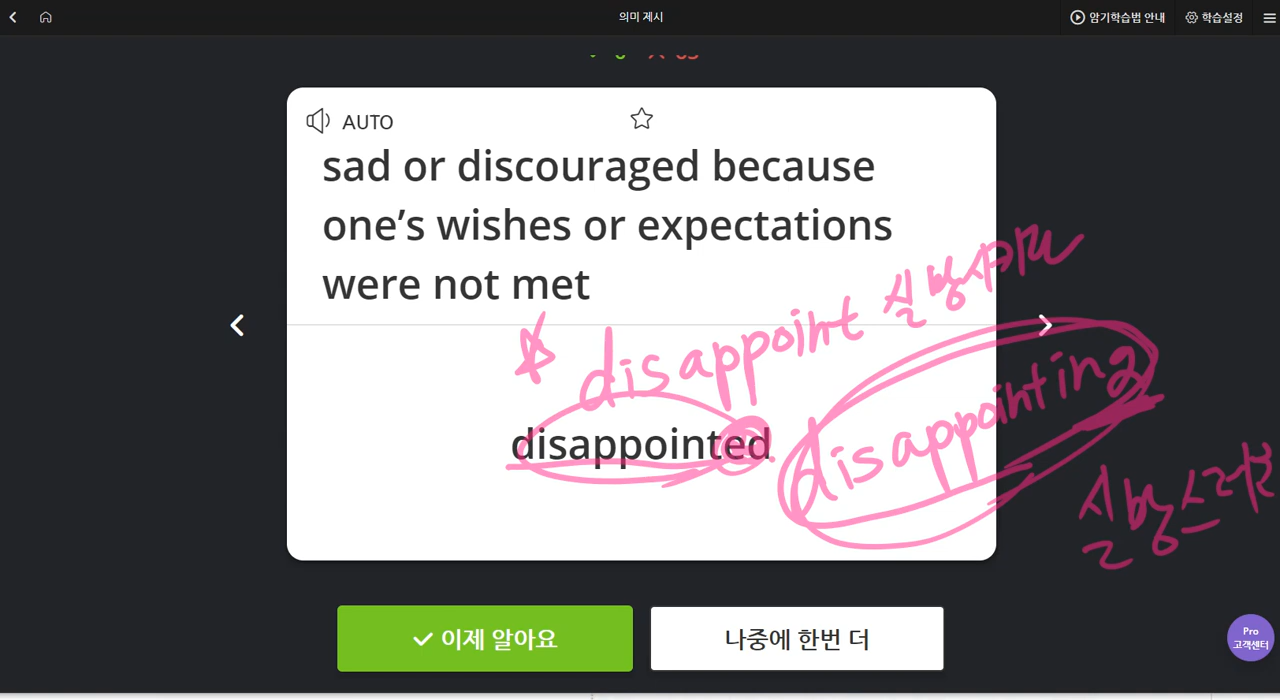 의미 제시
암기학습법 안내
학습설정
AUTO
sad or discouraged because
one’s wishes or expectations
were not met
disappoint 실망시키다
disappointed
disappointing
실망스러운
이제 알아요
나중에 한번 더
Pro
고객센터